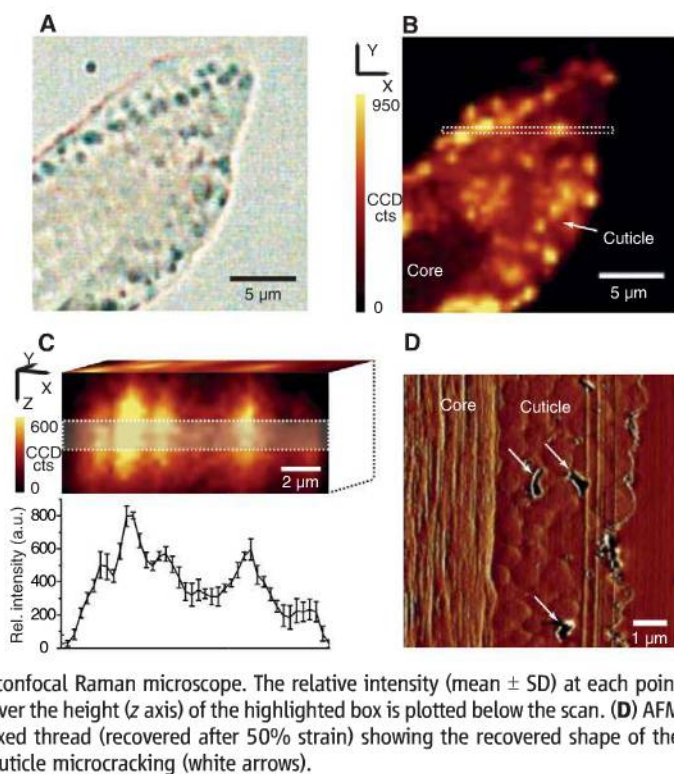 A
5 µm
Y
X
B
950
CCD
cts
0
Cuticle
Core
5 µm
C
Y
X
Z
600
CCD
cts
0
2 µm
Rel. intensity (a.u.)
800
600
400
200
0
D
Core
Cuticle
1 µm
confocal Raman microscope. The relative intensity (mean ± SD) at each poin
ver the height (z axis) of the highlighted box is plotted below the scan. (D) AFM
xed thread (recovered after 50% strain) showing the recovered shape of the
uticle microcracking (white arrows).